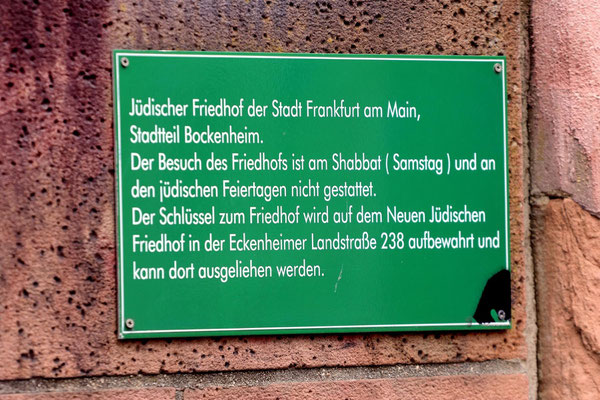 Jüdischer Friedhof der Stadt Frankfurt am Main,
Stadtteil Bockenheim.
Der Besuch des Friedhofs ist am Shabbat ( Samstag ) und an
den jüdischen Feiertagen nicht gestattet.
Der Schlüssel zum Friedhof wird auf dem Neuen Jüdischen
Friedhof in der Eckenheimer Landstraße 238 aufbewahrt und
kann dort ausgeliehen werden.